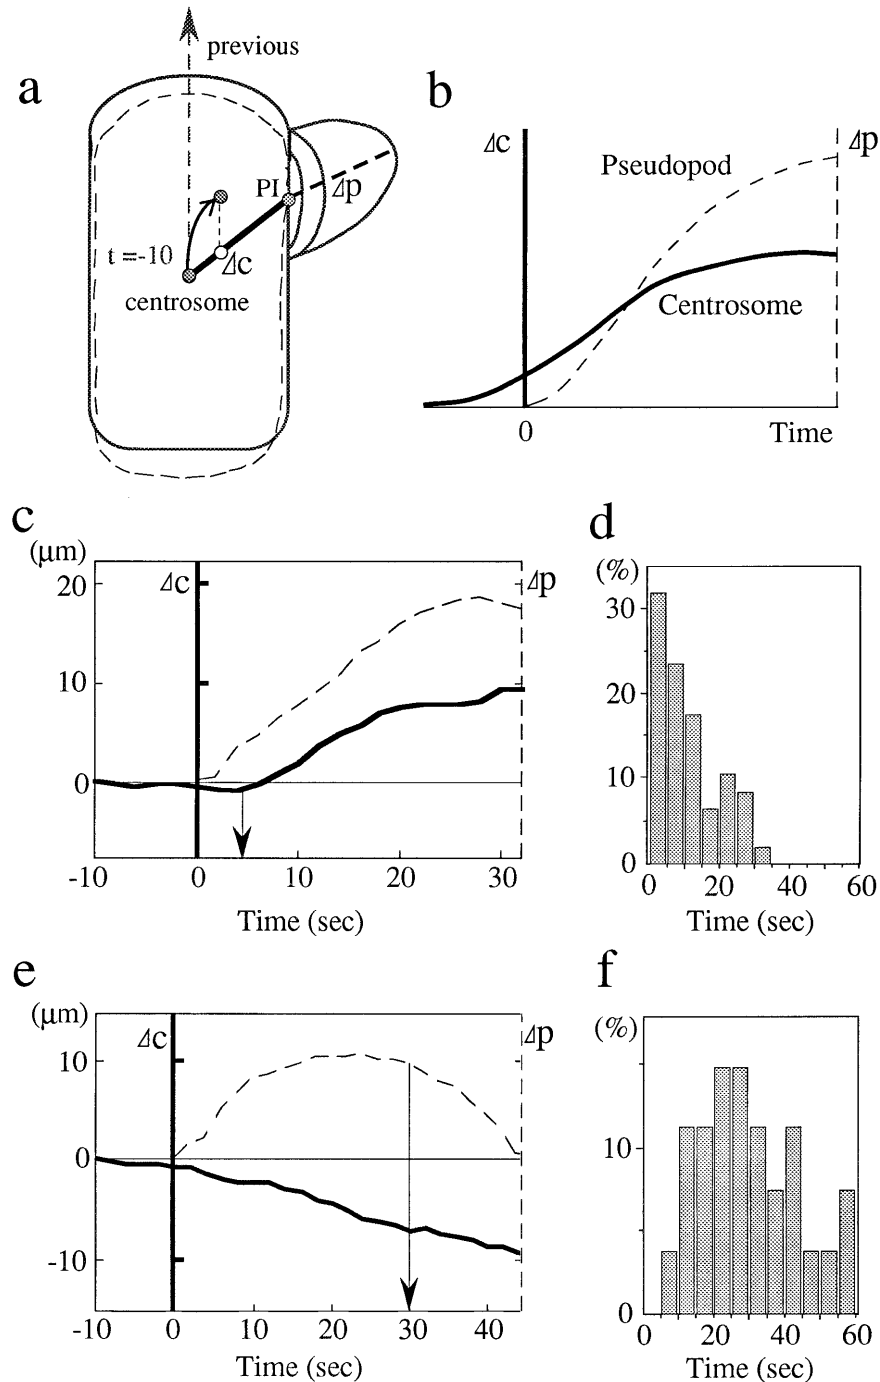 a
previous
PI
Δp
t = -10
Δc
centrosome
b
Δc
Δp
Pseudopod
Centrosome
0
Time
c
(μm)
Δc
Δp
20
10
0
-10
0
10
20
30
Time (sec)
d
(%)
30
20
10
0
0
20
40
60
Time (sec)
e
(μm)
Δc
Δp
10
0
-10
-10
0
10
20
30
40
Time (sec)
f
(%)
10
0
0
20
40
60
Time (sec)